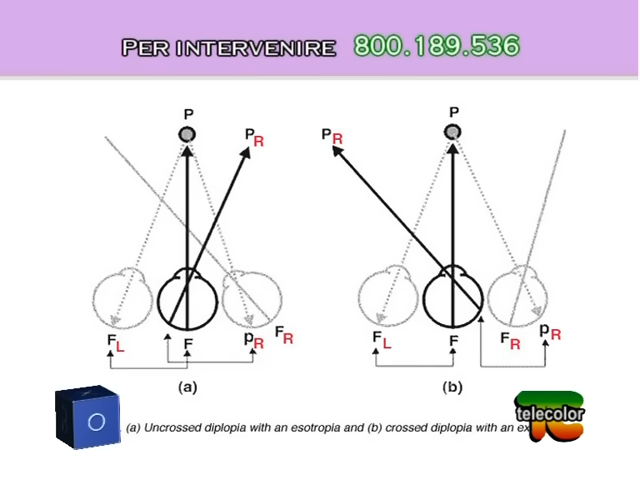 PER INTERVENIRE 800.189.536
P P
P R P R
F L F p R F R F L F F R p R
(a) (b)
O telecolor
(a) Uncrossed diplopia with an esotropia and (b) crossed diplopia with an ex